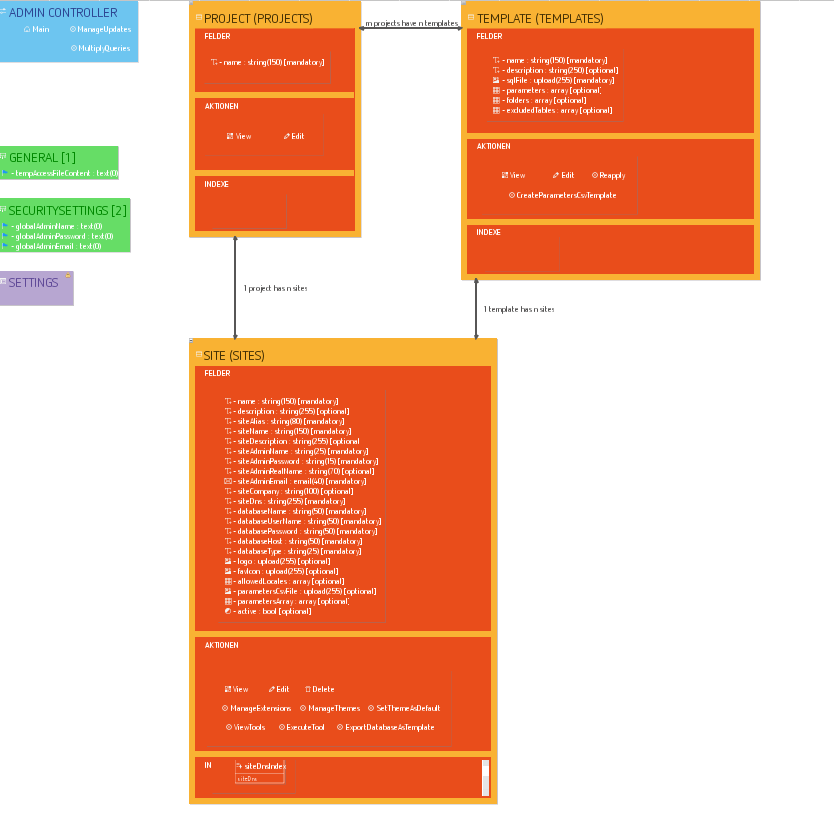 ADMIN CONTROLLER
Main
ManageUpdates
MultiplyQueries
GENERAL [1]
- tempAccessFileContent : text(0)
SECURITYSETTINGS [2]
- globalAdminName : text(0)
- globalAdminPassword : text(0)
- globalAdminEmail : text(0)
SETTINGS
PROJECT (PROJECTS)
FELDER
- name : string(150) [mandatory]
AKTIONEN
View
Edit
INDEXE
m projects have n templates
TEMPLATE (TEMPLATES)
FELDER
- name : string(150) [mandatory]
- description : string(250) [optional]
- sqlFile : upload(255) [mandatory]
- parameters : array [optional]
- folders : array [optional]
- excludedTables : array [optional]
AKTIONEN
View
Edit
Reapply
CreateParametersCsvTemplate
INDEXE
1 project has n sites
1 template has n sites
SITE (SITES)
FELDER
- name : string(150) [mandatory]
- description : string(255) [optional]
- siteAlias : string(80) [mandatory]
- siteName : string(150) [mandatory]
- siteDescription : string(255) [optional
- siteAdminName : string(25) [mandatory]
- siteAdminPassword : string(15) [mandatory]
- siteAdminRealName : string(70) [optional]
- siteAdminEmail : email(40) [mandatory]
- siteCompany : string(100) [optional]
- siteDns : string(255) [mandatory]
- databaseName : string(50) [mandatory]
- databaseUserName : string(50) [mandatory]
- databasePassword : string(50) [mandatory]
- databaseHost : string(50) [mandatory]
- databaseType : string(25) [mandatory]
- logo : upload(255) [optional]
- favIcon : upload(255) [optional]
- allowedLocales : array [optional]
- parametersCsvFile : upload(255) [optional]
- parametersArray : array [optional]
- active : bool [optional]
AKTIONEN
View
Edit
Delete
ManageExtensions
ManageThemes
SetThemeAsDefault
ViewTools
ExecuteTool
ExportDatabaseAsTemplate
IN
siteDnsIndex
siteDns